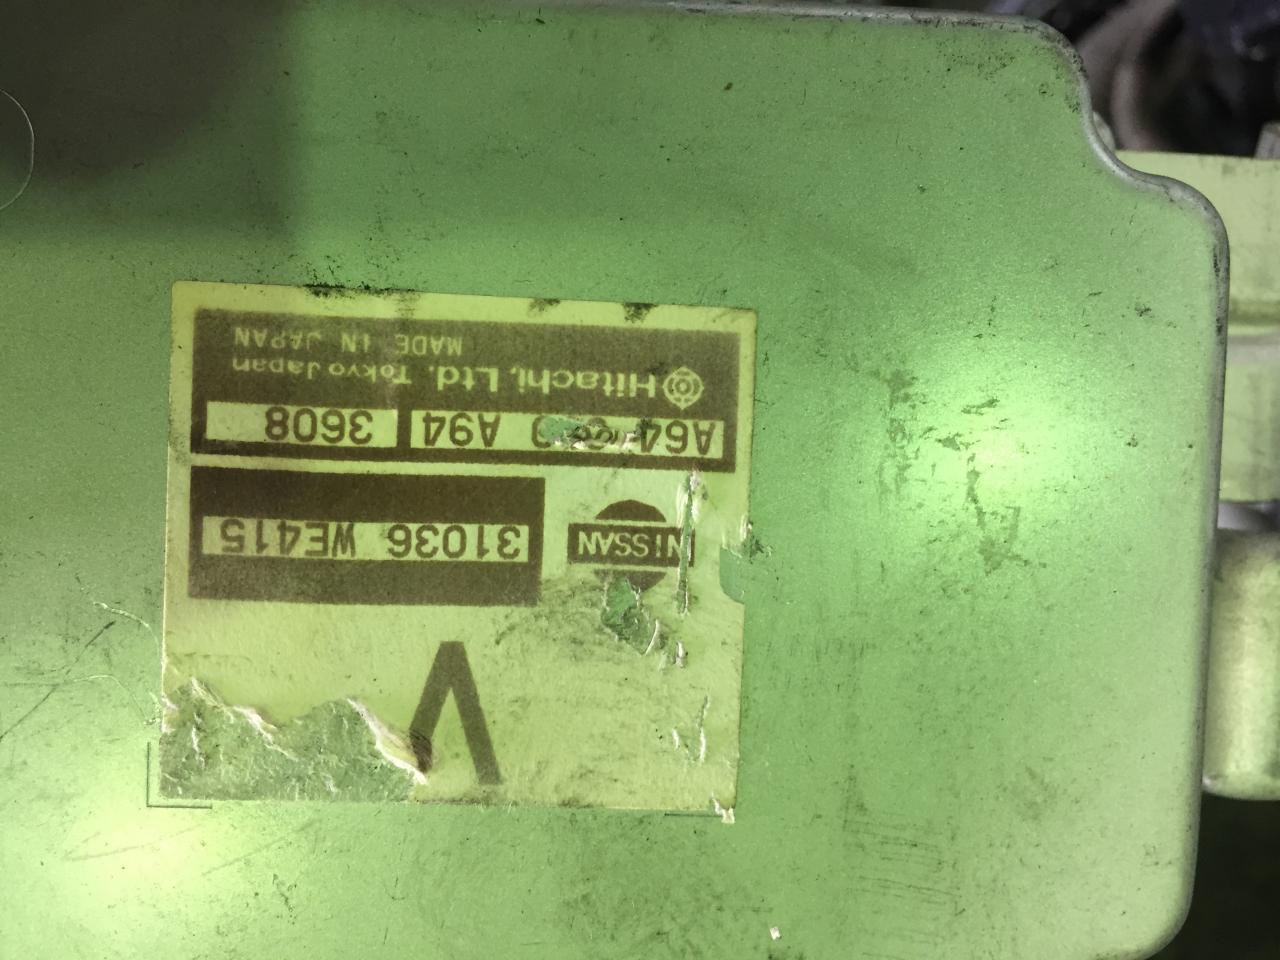 V
NISSAN
31036 WE415
A94 3608
Hitachi, Ltd. Tokyo Japan
MADE IN JAPAN